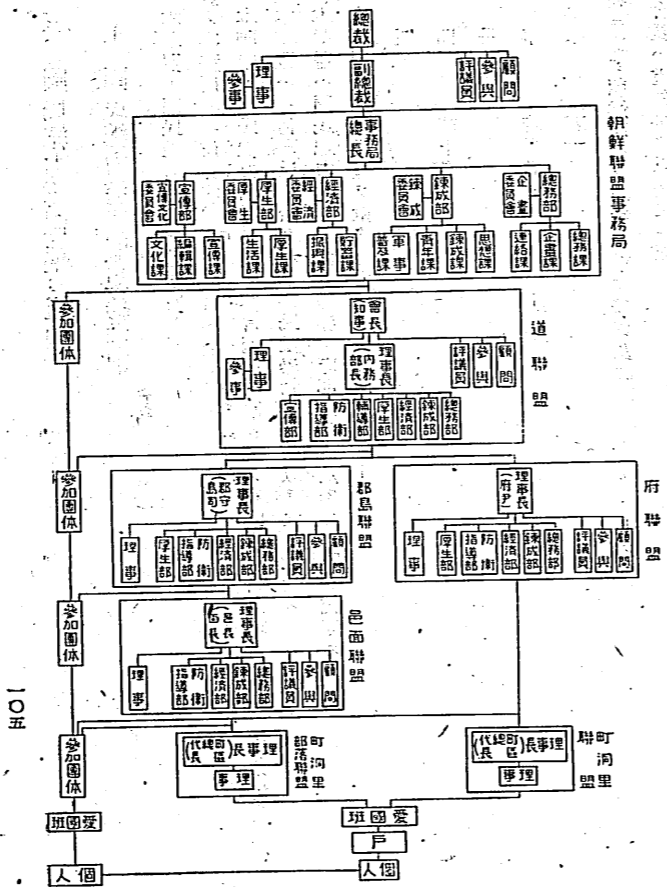 總裁
副總裁
顧問
參與
評議員
理事
參事
朝鮮聯盟事務局
事務局
總長
總務部
企畫
委員會
鍊成部
鍊成
委員會
經濟部
經濟
委員會
厚生部
厚生
委員會
宣傳部
宣傳文化
委員會
總務課
企畫課
連絡課
思想課
鍊成課
靑年課
軍事
普及課
貯蓄課
振興課
厚生課
生活課
宣傳課
編輯課
文化課
參加團体
道聯盟
會長
(知事)
理事長
(內務
部長)
顧問
參與
評議員
理事
參事
總務部
鍊成部
經濟部
厚生部
輔導部
防衛
指導部
宣傳部
參加團体
府聯盟
理事長
(府尹)
顧問
參與
評議員
總務部
鍊成部
經濟部
防衛
指導部
厚生部
理事
郡島聯盟
理事長
(郡守
島司)
顧問
參與
評議員
總務部
鍊成部
經濟部
防衛
指導部
厚生部
理事
參加團体
邑面聯盟
理事長
(邑長
面長)
顧問
參與
評議員
總務部
鍊成部
經濟部
防衛
指導部
理事
參加團体
町洞里
聯盟
(代總町
長 區)長事理
事理
町洞里
部落聯盟
(代總町
長 區)長事理
事理
班國愛
班國愛
戶
人個
人個
一〇五